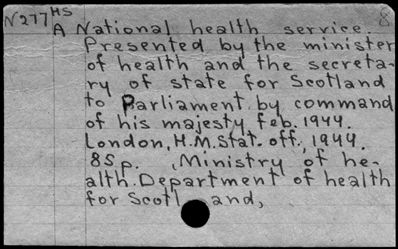 N277 HS 8
A National health service.
Presented by the minister
of health and the secreta-
ry of state for Scotland
to Parliament by command
of his majesty feb. 1944.
London, H.M. Stat. off., 1944.
85p. (Ministry of he-
alth. Department of health
for Scotl and,